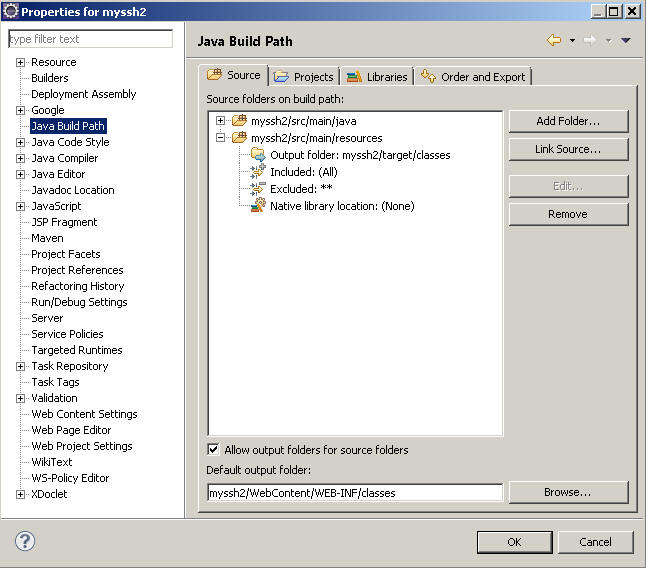 Properties for myssh2
type filter text
Resource
Builders
Deployment Assembly
Google
Java Build Path
Java Code Style
Java Compiler
Java Editor
Javadoc Location
JavaScript
JSP Fragment
Maven
Project Facets
Project References
Refactoring History
Run/Debug Settings
Server
Service Policies
Targeted Runtimes
Task Repository
Task Tags
Validation
Web Content Settings
Web Page Editor
Web Project Settings
WikiText
WS-Policy Editor
XDoclet
Java Build Path
Source
Projects
Libraries
Order and Export
Source folders on build path:
myssh2/src/main/java
myssh2/src/main/resources
Output folder: myssh2/target/classes
Included: (All)
Excluded: **
Native library location: (None)
Add Folder...
Link Source...
Edit...
Remove
Allow output folders for source folders
Default output folder:
myssh2/WebContent/WEB-INF/classes
Browse...
?
OK
Cancel